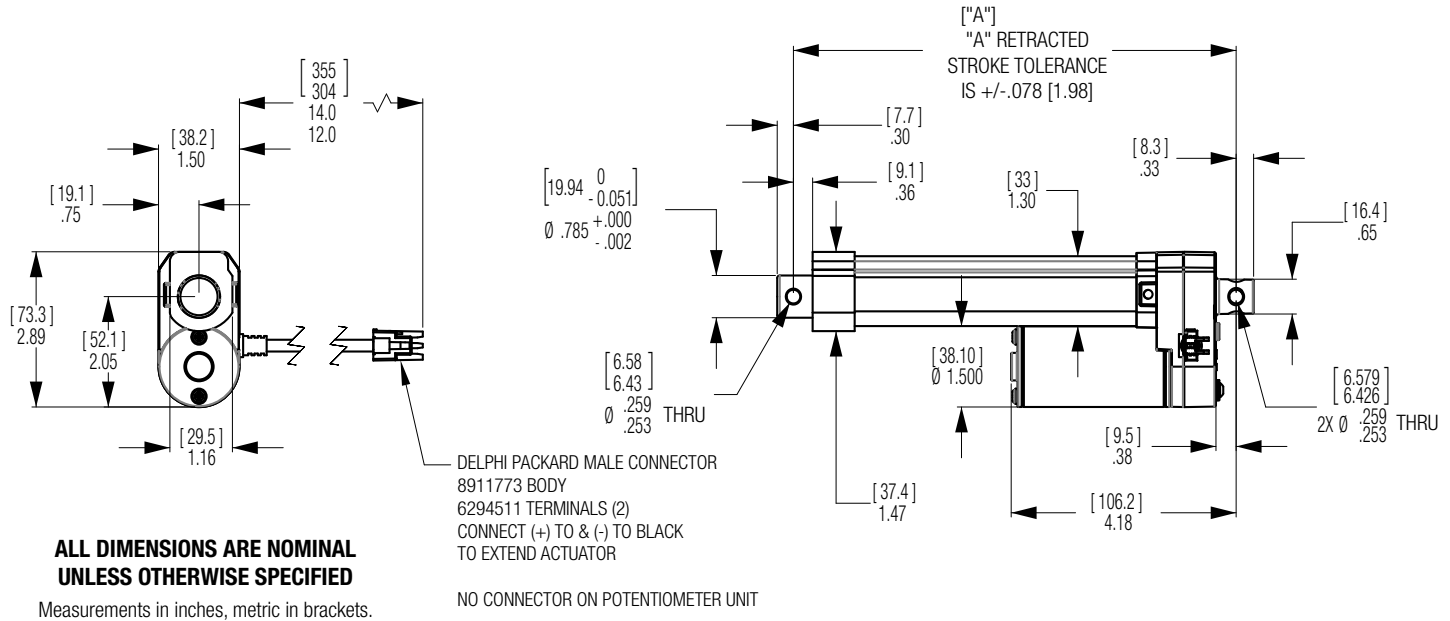 ["A"]
"A" RETRACTED
STROKE TOLERANCE
IS +/-.078 [1.98]
[ 355
304 ]
14.0
12.0
[ 38.2 ]
1.50
[ 19.1 ]
.75
[ 73.3 ]
2.89
[ 52.1 ]
2.05
[ 29.5 ]
1.16
[ 7.7 ]
.30
[ 9.1 ]
.36
[ 33 ]
1.30
[ 8.3 ]
.33
[ 16.4 ]
.65
[19.94 0
- 0.051]
Ø .785 +.000
- .002
[ 6.58
6.43 ]
Ø .259
.253 THRU
[ 38.10 ]
Ø 1.500
[ 37.4 ]
1.47
[ 9.5 ]
.38
[ 106.2 ]
4.18
[ 6.579
6.426 ]
2X Ø .259
.253 THRU
DELPHI PACKARD MALE CONNECTOR
8911773 BODY
6294511 TERMINALS (2)
CONNECT (+) TO & (-) TO BLACK
TO EXTEND ACTUATOR
NO CONNECTOR ON POTENTIOMETER UNIT
ALL DIMENSIONS ARE NOMINAL
UNLESS OTHERWISE SPECIFIED
Measurements in inches, metric in brackets.